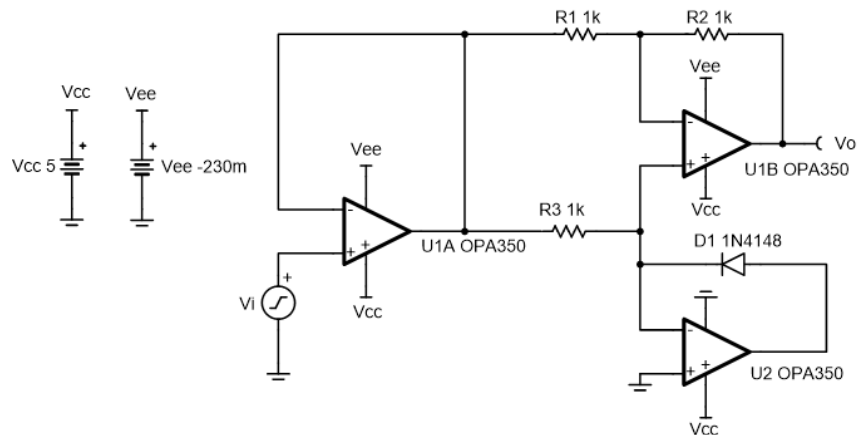 R1 1k
R2 1k
Vcc
Vee
Vee
-
+
+
Vcc
Vo
U1B OPA350
+
Vcc 5
+
Vee -230m
Vee
-
+
+
Vcc
U1A OPA350
R3 1k
+
Vi
D1 1N4148
-
+
+
Vcc
U2 OPA350